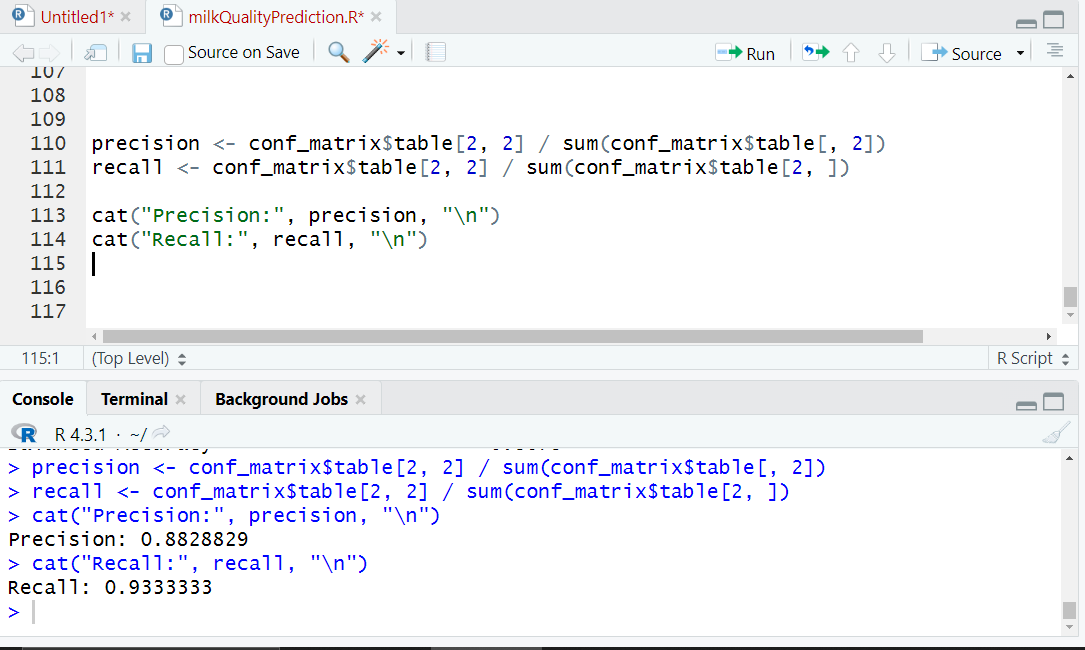 Untitled1* milkQualityPrediction.R*
Source on Save Run Source
107
108
109
110 precision <- conf_matrix$table[2, 2] / sum(conf_matrix$table[, 2])
111 recall <- conf_matrix$table[2, 2] / sum(conf_matrix$table[2, ])
112
113 cat("Precision:", precision, "\n")
114 cat("Recall:", recall, "\n")
115
116
117
115:1 (Top Level) R Script
Console Terminal Background Jobs
R 4.3.1 · ~/
> precision <- conf_matrix$table[2, 2] / sum(conf_matrix$table[, 2])
> recall <- conf_matrix$table[2, 2] / sum(conf_matrix$table[2, ])
> cat("Precision:", precision, "\n")
Precision: 0.8828829
> cat("Recall:", recall, "\n")
Recall: 0.9333333
>